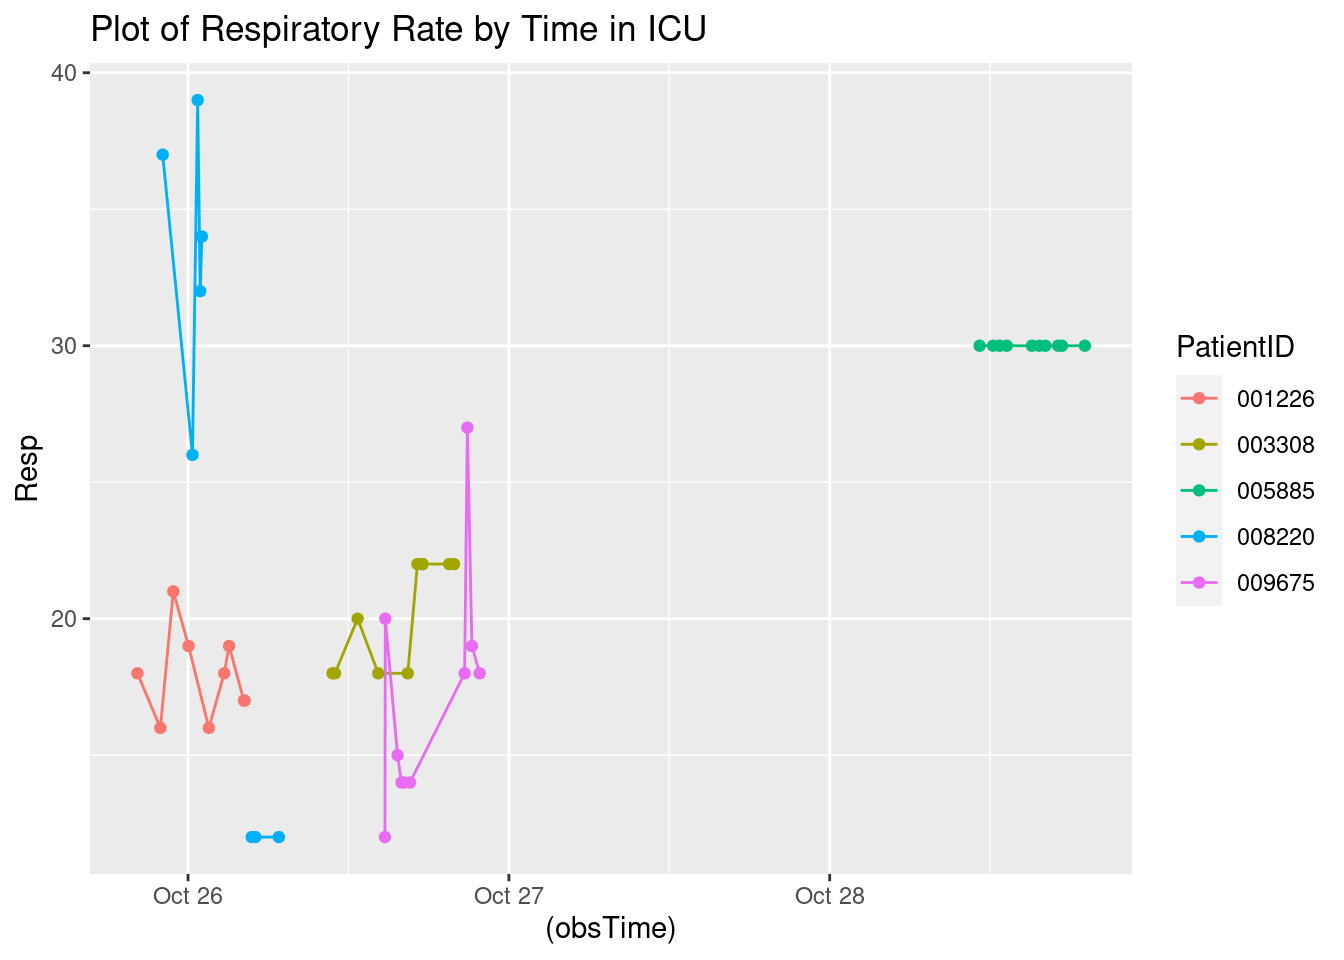 Plot of Respiratory Rate by Time in ICU
40
30
20
Resp
Oct 26
Oct 27
Oct 28
(obsTime)
PatientID
001226
003308
005885
008220
009675